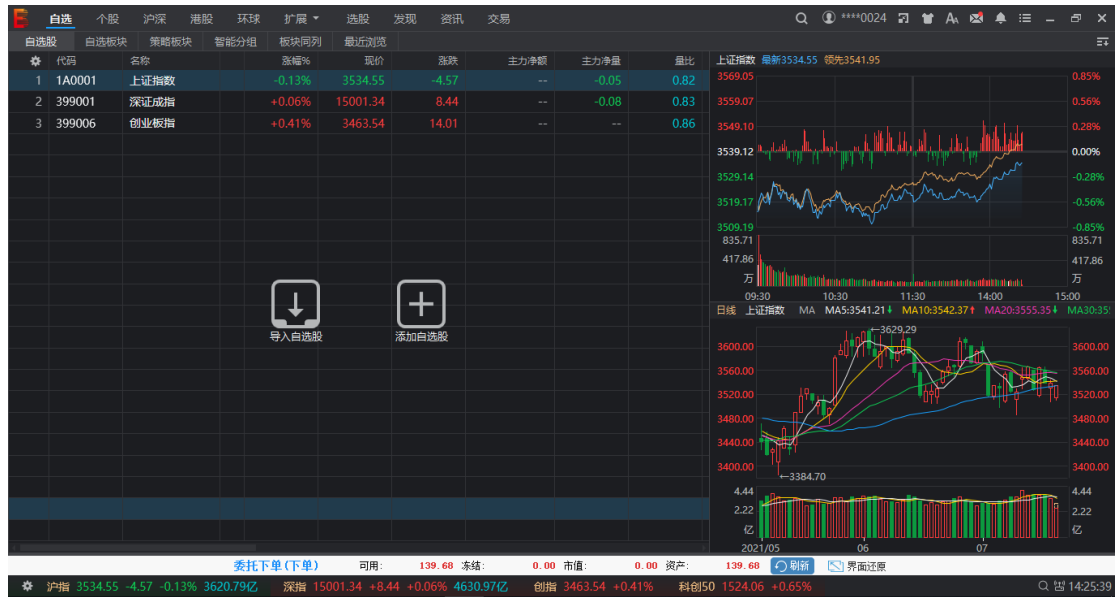 自选 个股 沪深 港股 环球 扩展 选股 发现 资讯 交易 ****0024
自选股 自选板块 策略板块 智能分组 板块同列 最近浏览
代码 名称 涨幅% 现价 涨跌 主力净额 主力净量 量比
1 1A0001 上证指数 -0.13% 3534.55 -4.57 -- -0.05 0.82
2 399001 深证成指 +0.06% 15001.34 8.44 -- -0.08 0.83
3 399006 创业板指 +0.41% 3463.54 14.01 -- -- 0.86
导入自选股 添加自选股
上证指数 最新3534.55 领先3541.95
3569.05 0.85%
3559.07 0.56%
3549.10 0.28%
3539.12 0.00%
3529.14 -0.28%
3519.17 -0.56%
3509.19 -0.85%
835.71 835.71
417.86 417.86
万 万
09:30 10:30 11:30 14:00 15:00
日线 上证指数 MA MA5:3541.21↓ MA10:3542.37↑ MA20:3555.35↓ MA30:35
←3629.29
3600.00 3600.00
3560.00 3560.00
3520.00 3520.00
3480.00 3480.00
3440.00 3440.00
3400.00 3400.00
←3384.70
4.44 4.44
2.22 2.22
亿 亿
2021/05 06 07
委托下单(下单) 可用: 139.68 冻结: 0.00 市值: 0.00 资产: 139.68 刷新 界面还原
沪指 3534.55 -4.57 -0.13% 3620.79亿 深指 15001.34 +8.44 +0.06% 4630.97亿 创指 3463.54 +0.41% 科创50 1524.06 +0.65% 14:25:39